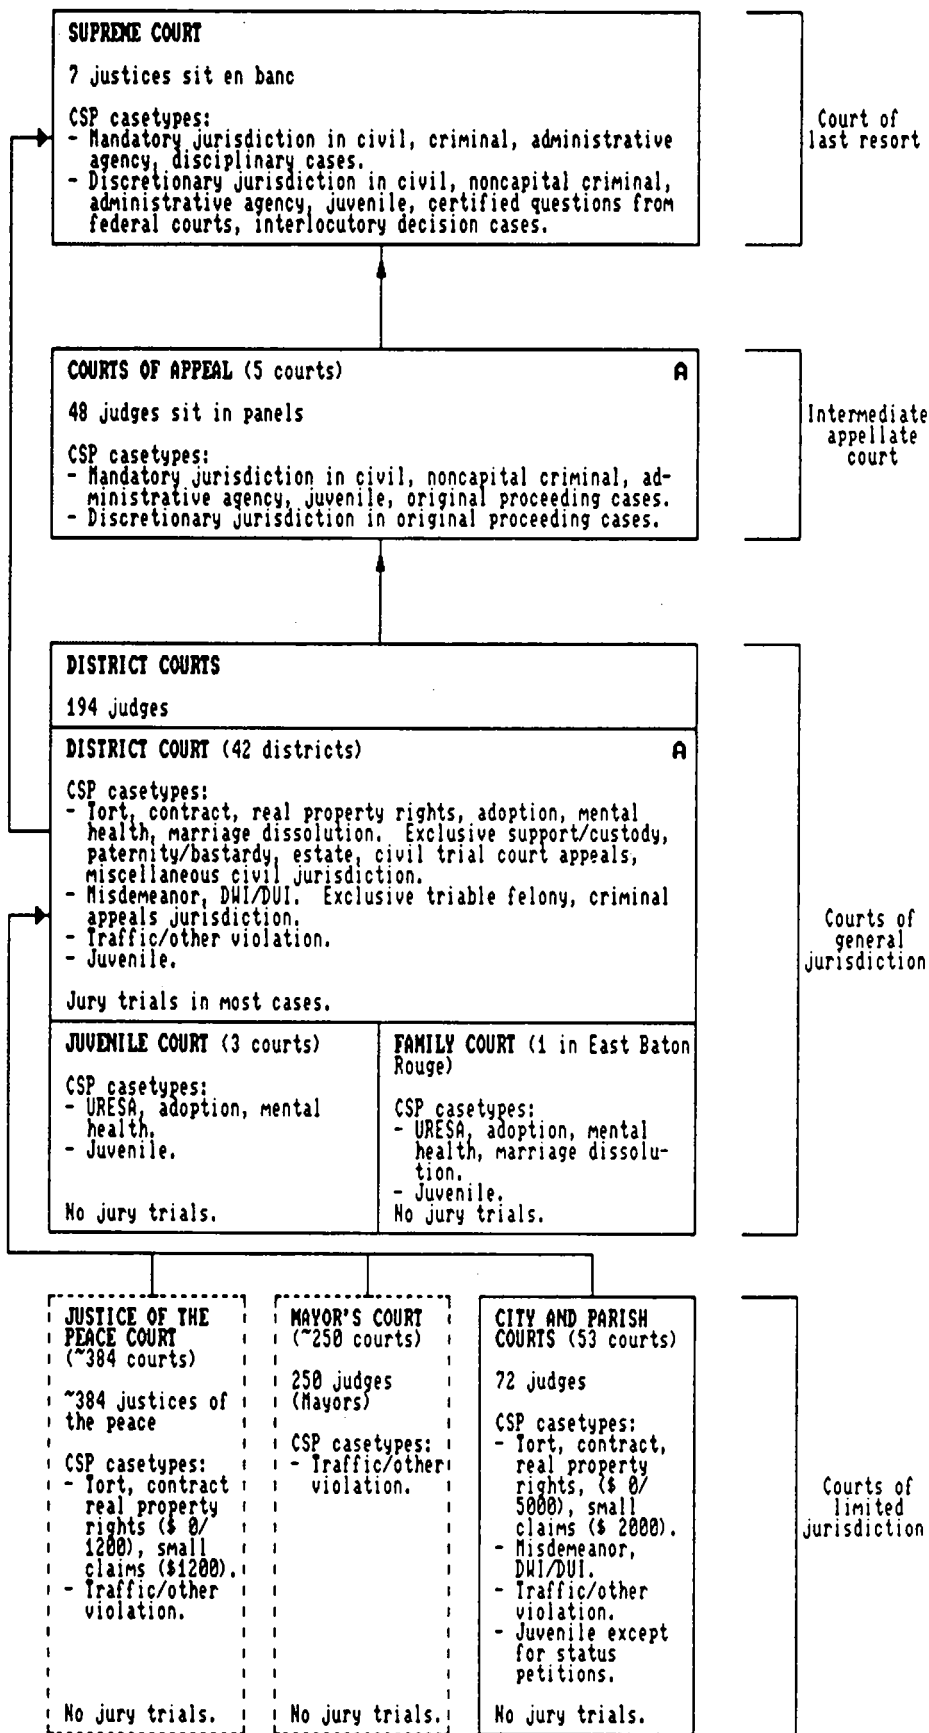 SUPREME COURT
7 justices sit en banc
CSP casetypes:
- Mandatory jurisdiction in civil, criminal, administrative
agency, disciplinary cases.
- Discretionary jurisdiction in civil, noncapital criminal,
administrative agency, juvenile, certified questions from
federal courts, interlocutory decision cases.
Court of
last resort
COURTS OF APPEAL (5 courts) A
48 judges sit in panels
CSP casetypes:
- Mandatory jurisdiction in civil, noncapital criminal, ad-
ministrative agency, juvenile, original proceeding cases.
- Discretionary jurisdiction in original proceeding cases.
Intermediate
appellate
court
DISTRICT COURTS
194 judges
DISTRICT COURT (42 districts) A
CSP casetypes:
- Tort, contract, real property rights, adoption, mental
health, marriage dissolution. Exclusive support/custody,
paternity/bastardy, estate, civil trial court appeals,
miscellaneous civil jurisdiction.
- Misdemeanor, DWI/DUI. Exclusive triable felony, criminal
appeals jurisdiction.
- Traffic/other violation.
- Juvenile.
Jury trials in most cases.
Courts of
general
jurisdiction
JUVENILE COURT (3 courts)
CSP casetypes:
- URESA, adoption, mental
health.
- Juvenile.
No jury trials.
FAMILY COURT (1 in East Baton
Rouge)
CSP casetypes:
- URESA, adoption, mental
health, marriage dissolu-
tion.
- Juvenile.
No jury trials.
JUSTICE OF THE
PEACE COURT
(~384 courts)
~384 justices of
the peace
CSP casetypes:
- Tort, contract
real property
rights ($ 0/
1200), small
claims ($1200).
- Traffic/other
violation.
No jury trials.
MAYOR'S COURT
(~250 courts)
250 judges
(Mayors)
CSP casetypes:
- Traffic/other
violation.
No jury trials.
CITY AND PARISH
COURTS (53 courts)
72 judges
CSP casetypes:
- Tort, contract,
real property
rights, ($ 0/
5000), small
claims ($ 2000).
- Misdemeanor,
DWI/DUI.
- Traffic/other
violation.
- Juvenile except
for status
petitions.
No jury trials.
Courts of
limited
jurisdiction